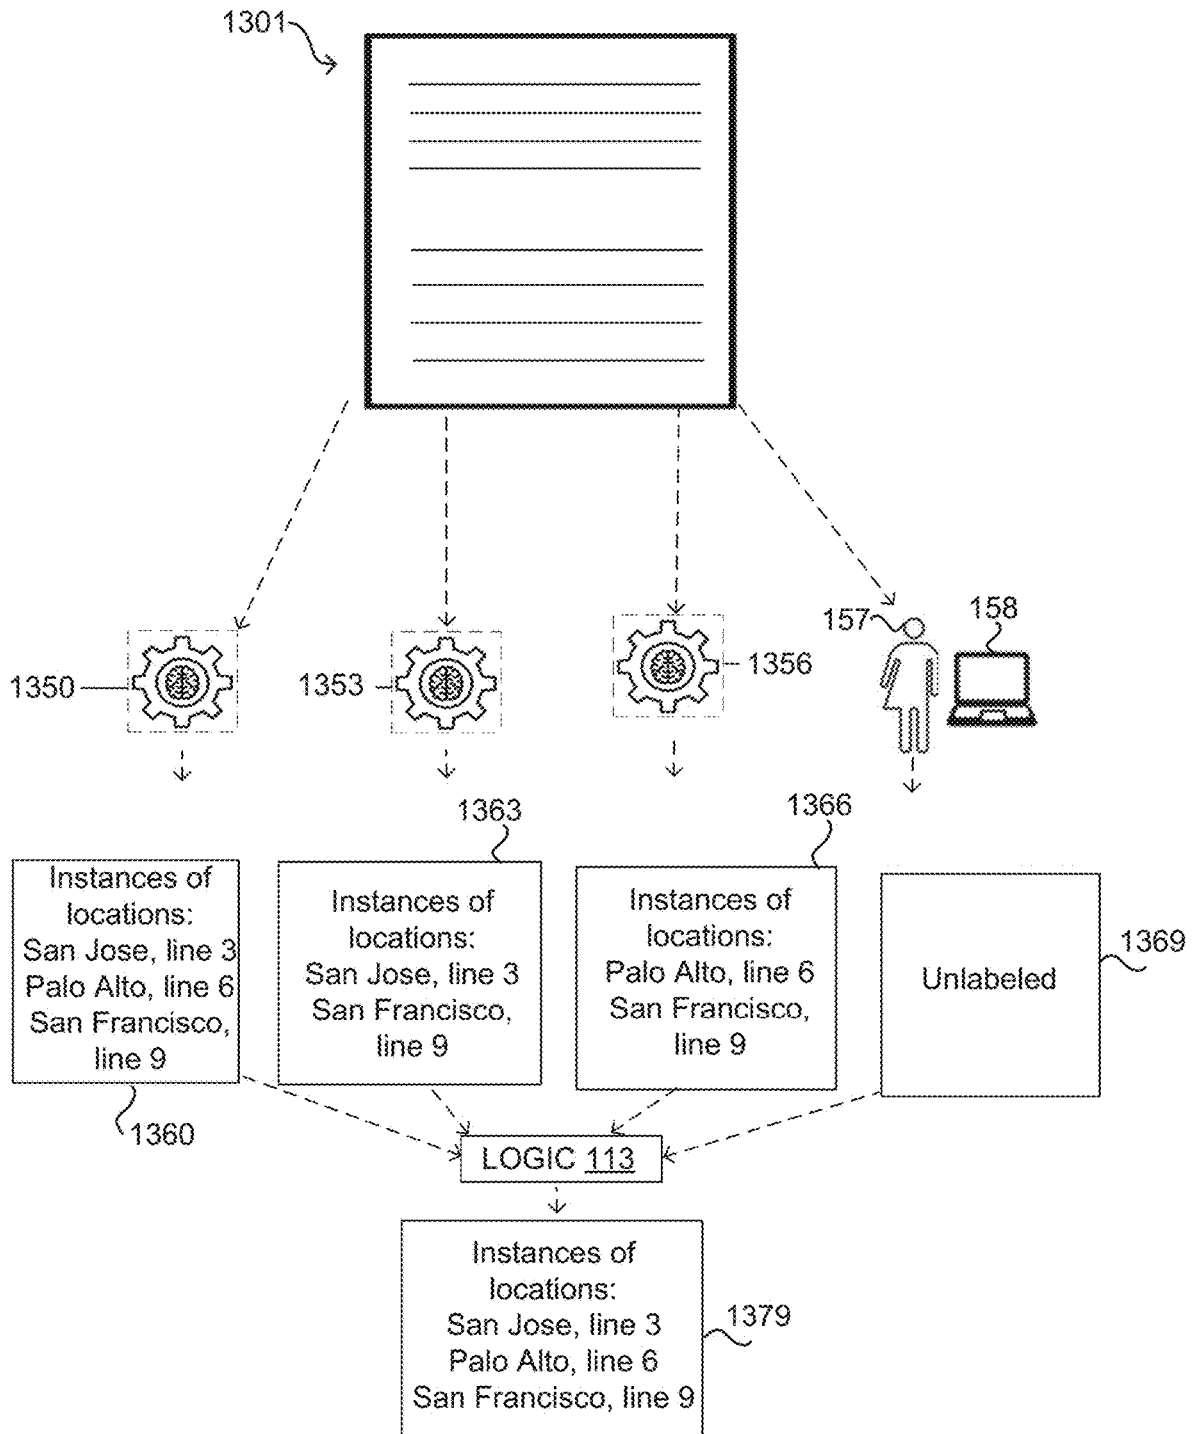 1301
157
158
1350
1353
1356
1363
1366
Instances of
locations:
San Jose, line 3
Palo Alto, line 6
San Francisco,
line 9
Instances of
locations:
San Jose, line 3
San Francisco,
line 9
Instances of
locations:
Palo Alto, line 6
San Francisco,
line 9
Unlabeled
1369
1360
LOGIC 113
Instances of
locations:
San Jose, line 3
Palo Alto, line 6
San Francisco, line 9
1379